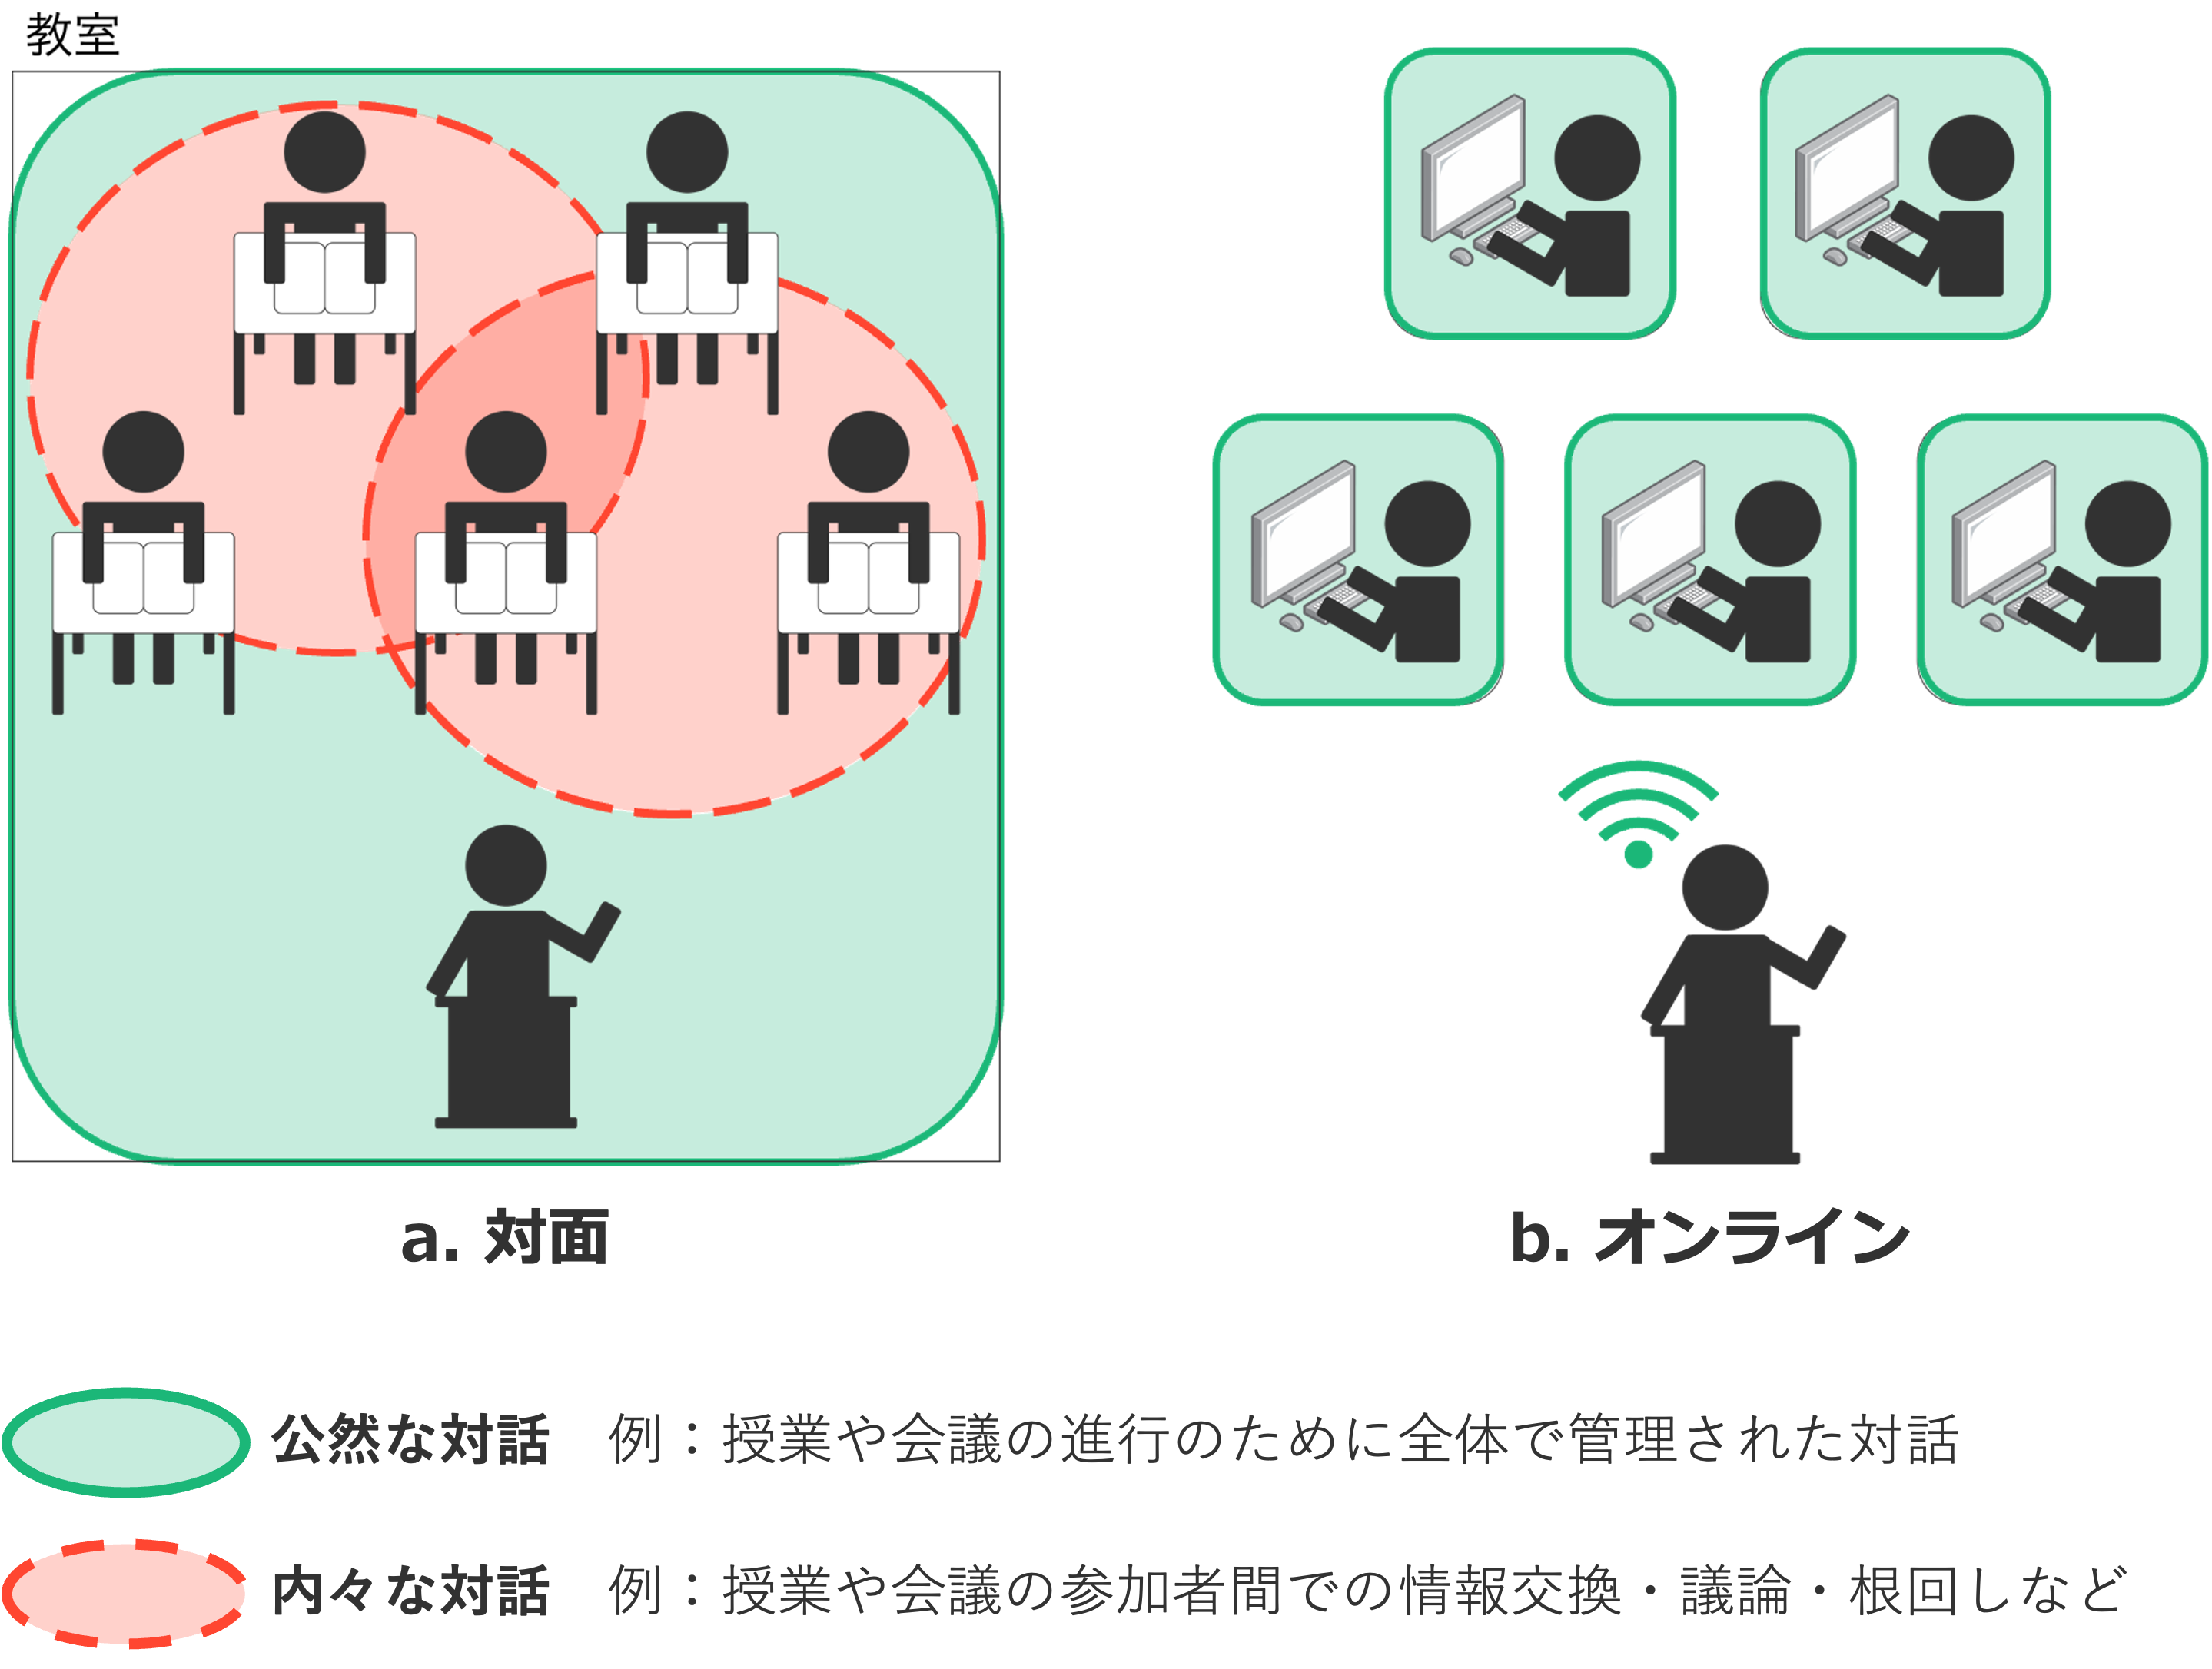 教室
a. 対面
b. オンライン
公然な対話 例：授業や会議の進行のために全体で管理された対話
内々な対話 例：授業や会議の参加者間での情報交換・議論・根回しなど